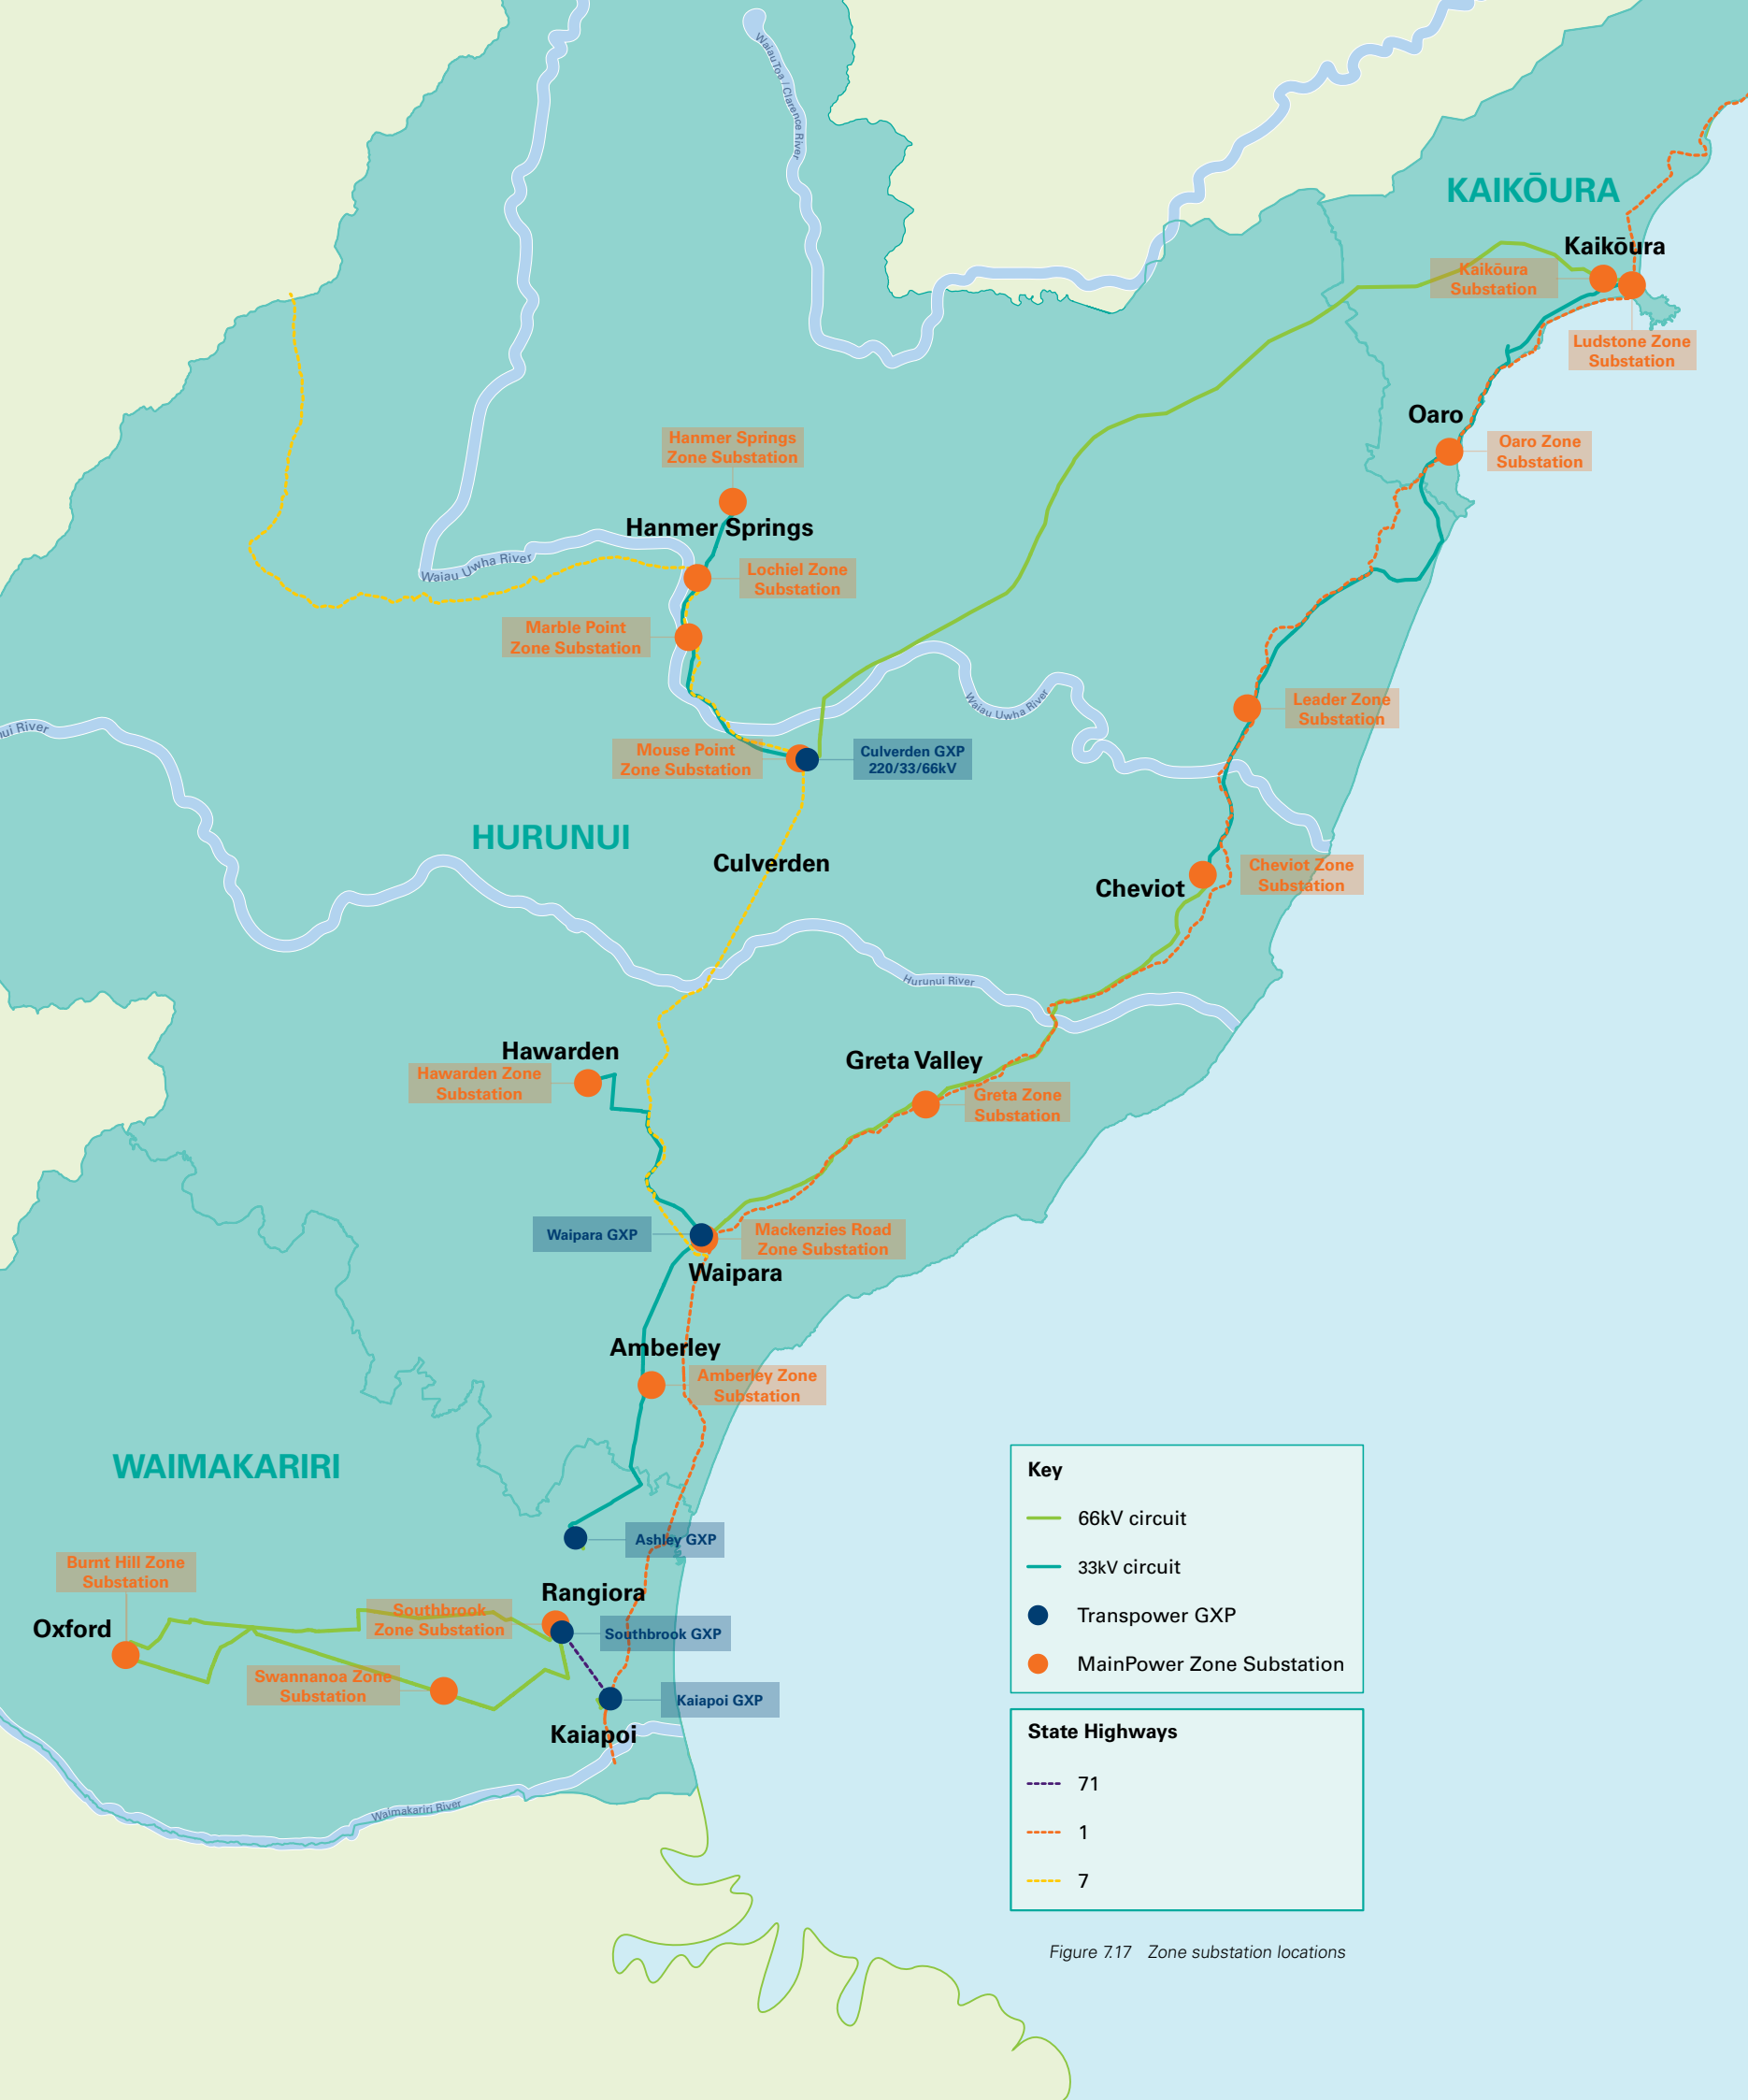 Waiau Toa / Clarence River
KAIKŌURA
Kaikōura
Kaikōura
Substation
Ludstone Zone
Substation
Oaro
Oaro Zone
Substation
Hanmer Springs
Zone Substation
Hanmer Springs
Waiau Uwha River
Lochiel Zone
Substation
Marble Point
Zone Substation
Waiau Uwha River
Leader Zone
Substation
ui River
Mouse Point
Zone Substation
Culverden GXP
220/33/66kV
HURUNUI
Culverden
Cheviot Zone
Substation
Cheviot
Hurunui River
Hawarden
Hawarden Zone
Substation
Greta Valley
Greta Zone
Substation
Waipara GXP
Mackenzies Road
Zone Substation
Waipara
Amberley
Amberley Zone
Substation
WAIMAKARIRI
Ashley GXP
Burnt Hill Zone
Substation
Rangiora
Oxford
Southbrook
Zone Substation
Southbrook GXP
Swannanoa Zone
Substation
Kaiapoi GXP
Kaiapoi
Waimakariri River
Key
66kV circuit
33kV circuit
Transpower GXP
MainPower Zone Substation
State Highways
71
1
7
Figure 7.17 Zone substation locations